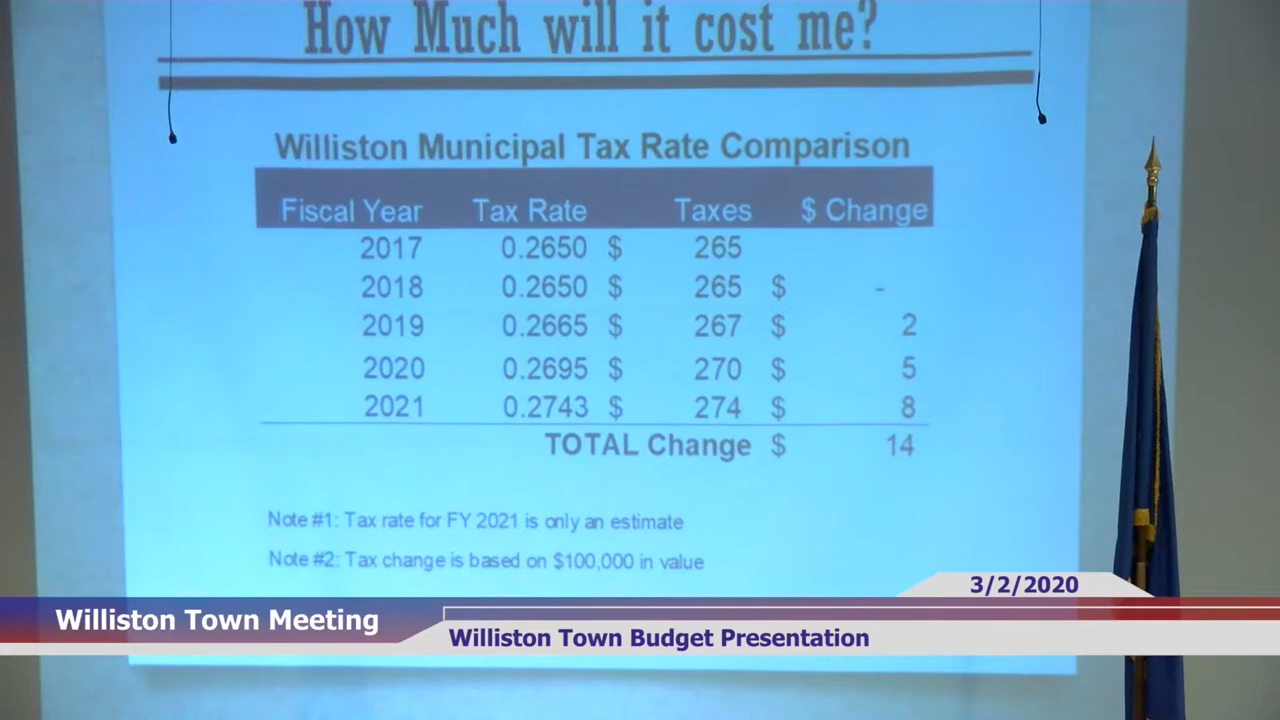 How Much will it cost me?
Williston Municipal Tax Rate Comparison
Fiscal Year Tax Rate Taxes $ Change
2017 0.2650 $ 265
2018 0.2650 $ 265 $ -
2019 0.2665 $ 267 $ 2
2020 0.2695 $ 270 $ 5
2021 0.2743 $ 274 $ 8
TOTAL Change $ 14
Note #1: Tax rate for FY 2021 is only an estimate
Note #2: Tax change is based on $100,000 in value
3/2/2020
Williston Town Meeting
Williston Town Budget Presentation